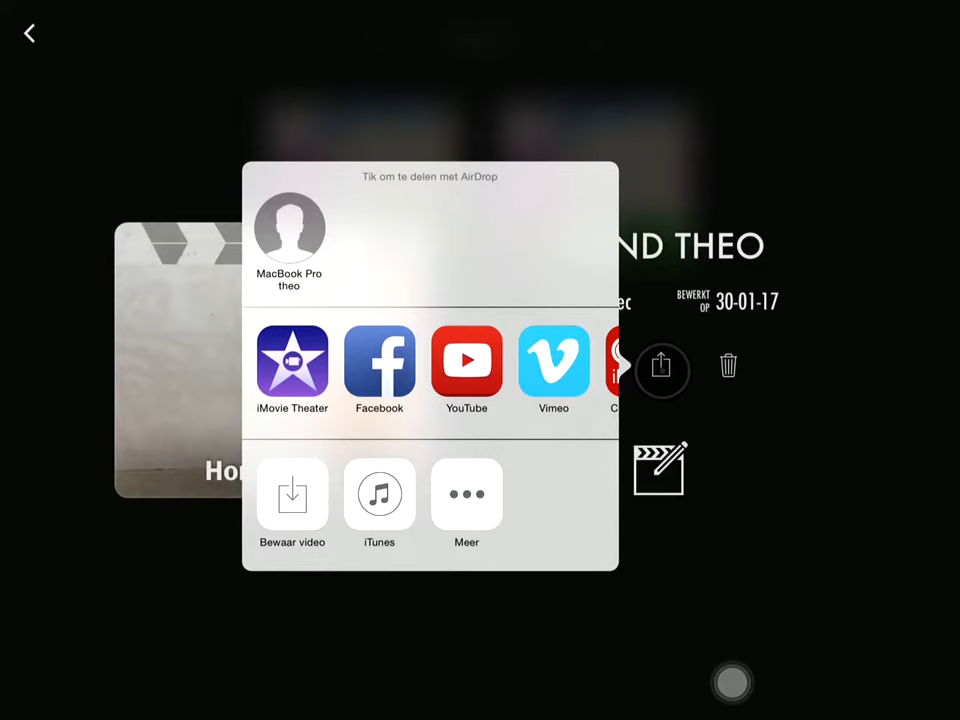 Tik om te delen met AirDrop
MacBook Pro
theo
ND THEO
ec
BEWERKT
OP
30-01-17
iMovie Theater
Facebook
YouTube
Vimeo
C
Hor
Bewaar video
iTunes
Meer